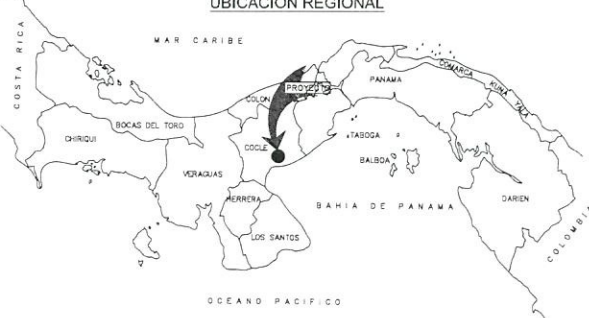 UBICACION REGIONAL
MAR CARIBE
COSTA RICA
PROYECTO
COLON
PANAMA
COMARCA KUNA YALA
BOCAS DEL TORO
CHIRIQUI
COCLE
TABOGA
BALBOA
VERAGUAS
HERRERA
BAHIA DE PANAMA
DARIEN
LOS SANTOS
COLOMBIA
OCEANO PACIFICO